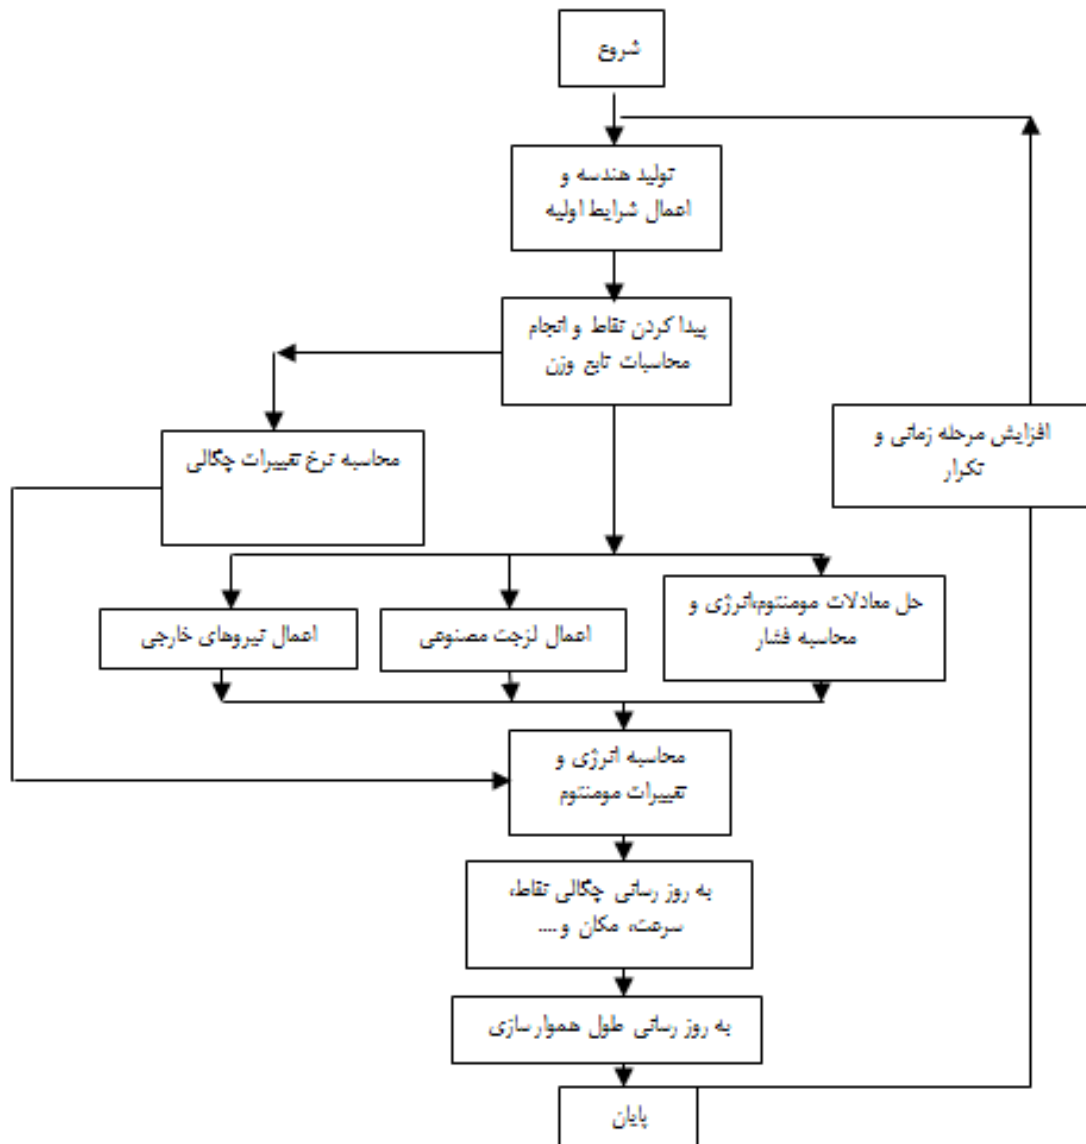 شروع
تولید هندسه و
اعمال شرایط اولیه
پیدا کردن نقاط و انجام
محاسبات تابع وزن
محاسبه نرخ تغییرات چگالی
افزایش مرحله زمانی و
تکرار
حل معادلات مومنتوم،انرژی و
محاسبه فشار
اعمال لزجت مصنوعی
اعمال نیروهای خارجی
محاسبه انرژی و
تغییرات مومنتوم
به روز رسانی چگالی نقاط،
سرعت، مکان و ....
به روز رسانی طول هموار سازی
پایان